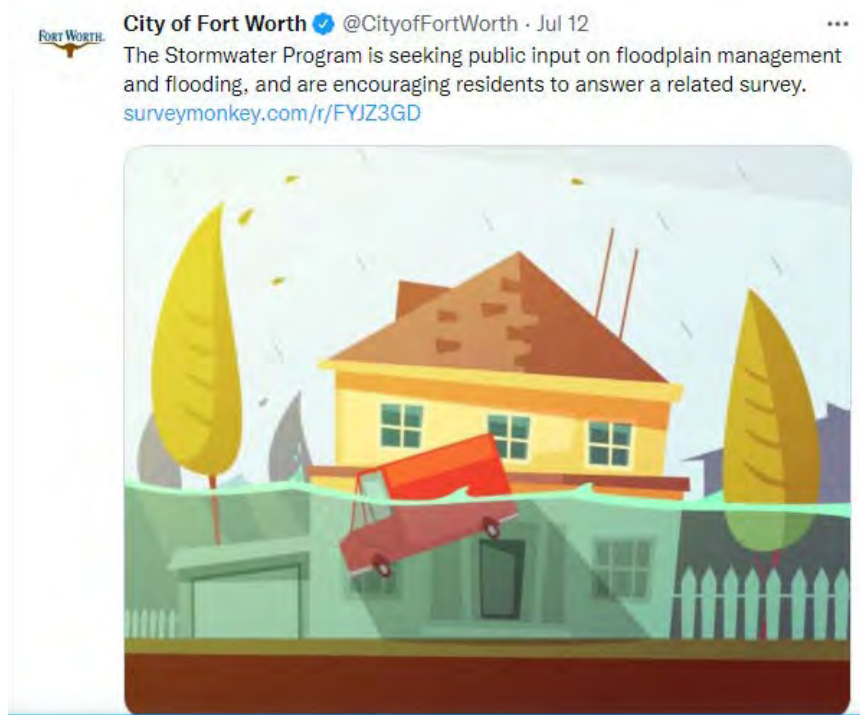 FORT WORTH.
City of Fort Worth @CityofFortWorth · Jul 12
The Stormwater Program is seeking public input on floodplain management
and flooding, and are encouraging residents to answer a related survey.
surveymonkey.com/r/FYJZ3GD